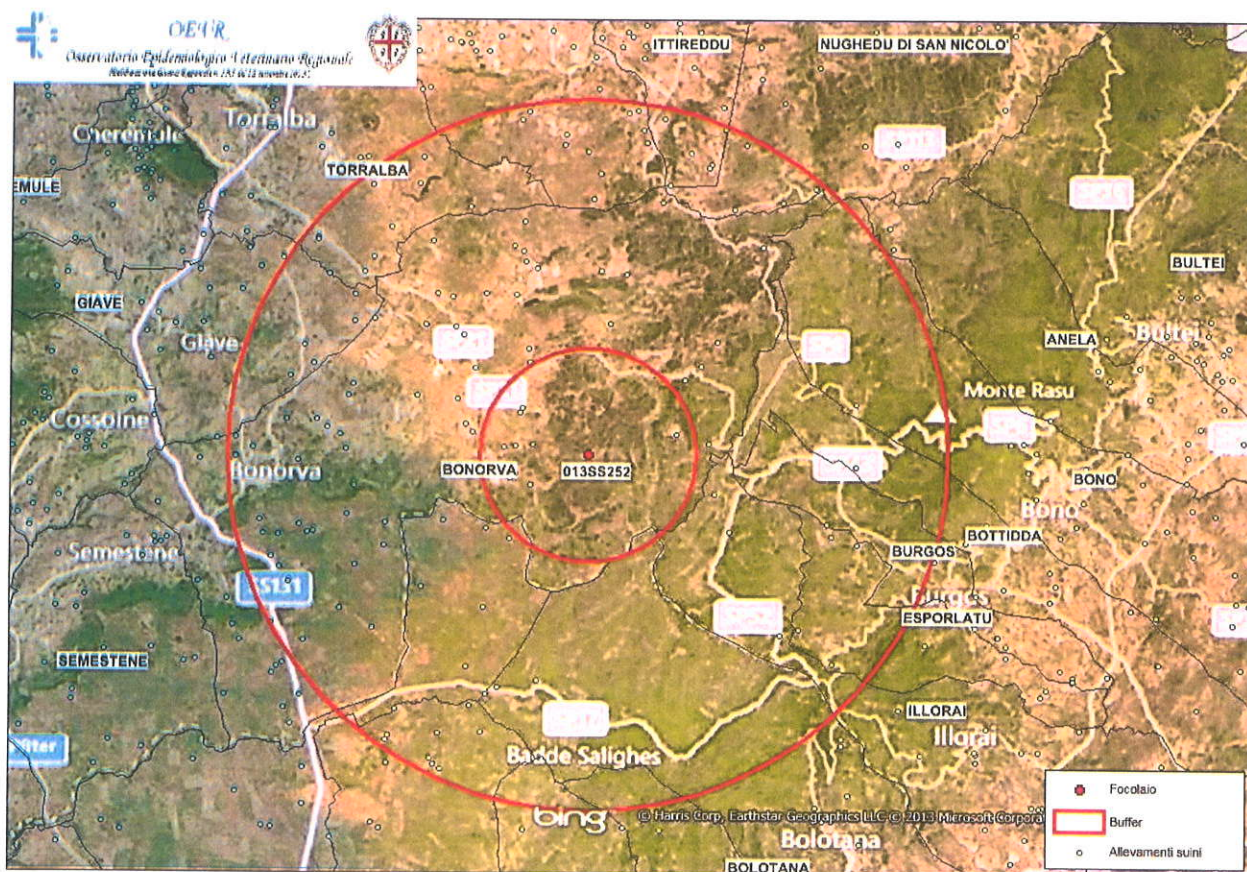 OEVR
Osservatorio Epidemiologico Veterinario Regionale
ITTIREDDU
NUGHEDU DI SAN NICOLO'
Torralba
Cheremule
TORRALBA
EMULE
BULTEI
GIAVE
Giave
ANELA
Bultei
Monte Rasu
Cossoine
BONORVA
013SS252
Bonorva
BONO
Bono
BOTTIDDA
Semestene
BURGOS
SS131
Burgos
ESPORLATU
SEMESTENE
ILLORAI
Illorai
Badde Salighes
Focolaio
bing
© Harris Corp, Earthstar Geographics LLC © 2013 Microsoft Corpora
Buffer
Bolotana
Allevamenti suini
BOLOTANA